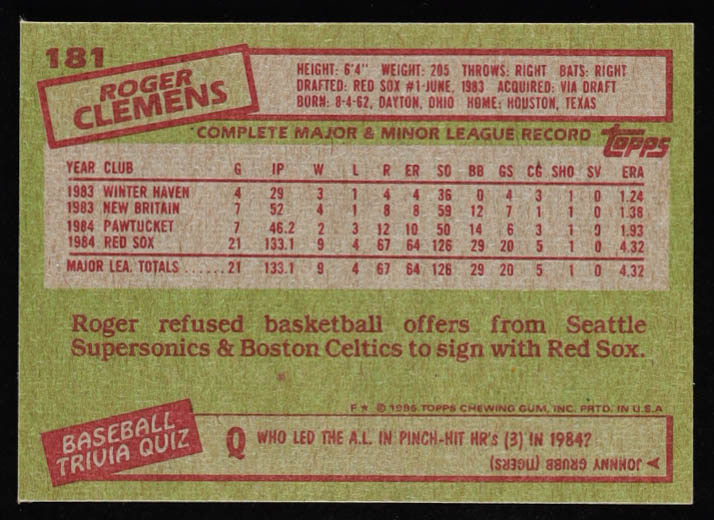 181
ROGER
CLEMENS
HEIGHT: 6'4" WEIGHT: 205 THROWS: RIGHT BATS: RIGHT
DRAFTED: RED SOX #1-JUNE, 1983 ACQUIRED: VIA DRAFT
BORN: 8-4-62, DAYTON, OHIO HOME: HOUSTON, TEXAS
COMPLETE MAJOR & MINOR LEAGUE RECORD topps
YEAR CLUB G IP W L R ER SO BB GS CG SHO SV ERA
1983 WINTER HAVEN 4 29 3 1 4 4 36 0 4 3 1 0 1.24
1983 NEW BRITAIN 7 52 4 1 8 8 59 12 7 1 1 0 1.38
1984 PAWTUCKET 7 46.2 2 3 12 10 50 14 6 3 1 0 1.93
1984 RED SOX 21 133.1 9 4 67 64 126 29 20 5 1 0 4.32
MAJOR LEA. TOTALS ...... 21 133.1 9 4 67 64 126 29 20 5 1 0 4.32
Roger refused basketball offers from Seattle
Supersonics & Boston Celtics to sign with Red Sox.
F★ © 1985 TOPPS CHEWING GUM, INC. PRTD. IN U.S.A
BASEBALL
TRIVIA QUIZ
Q WHO LED THE A.L. IN PINCH-HIT HR's (3) IN 1984?
A JOHNNY GRUBB (TIGERS)